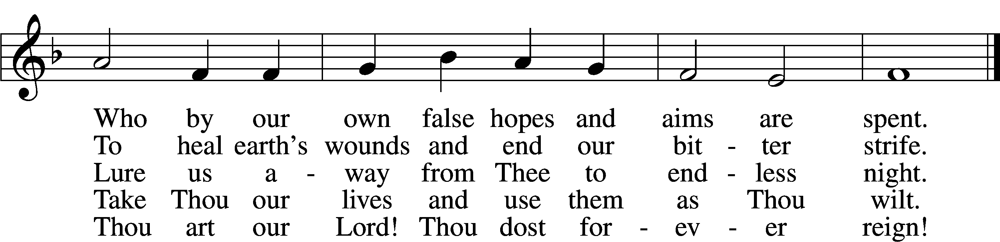 Who by our own false hopes and aims are spent.
To heal earth's wounds and end our bit - ter strife.
Lure us a - way from Thee to end - less night.
Take Thou our lives and use them as Thou wilt.
Thou art our Lord! Thou dost for - ev - er reign!